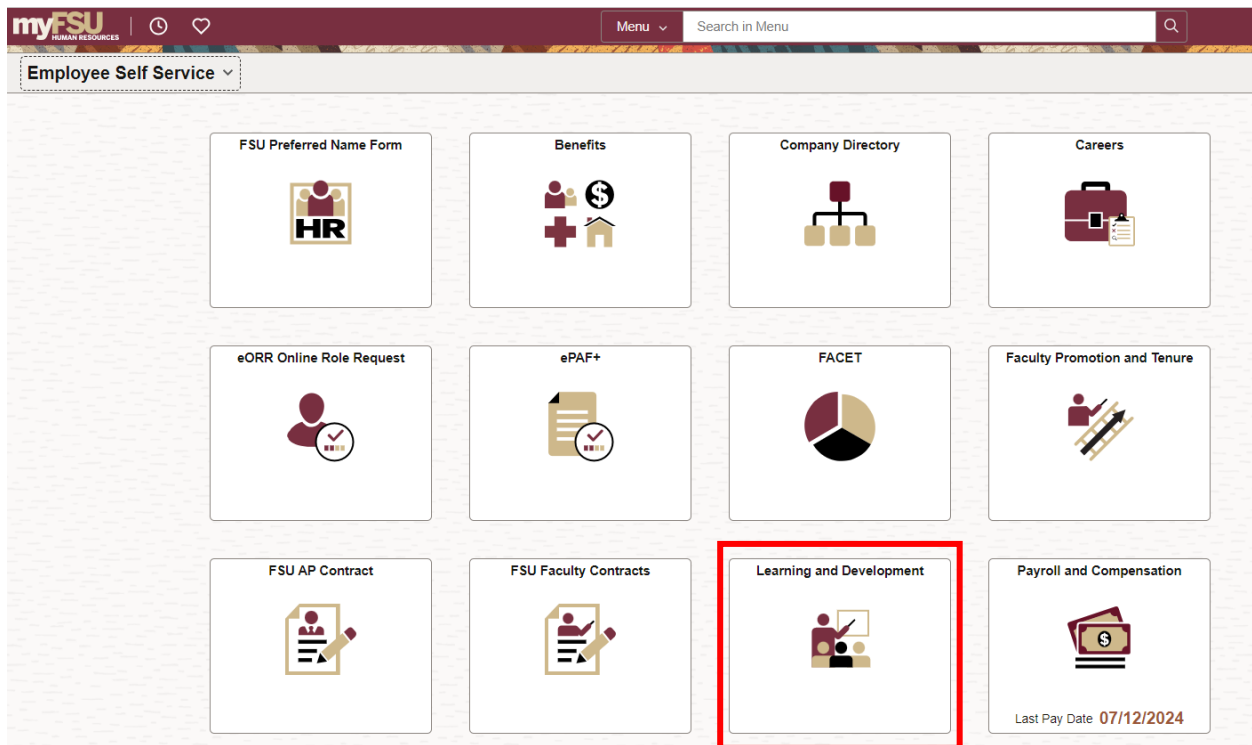 myFSU
HUMAN RESOURCES
Menu
Search in Menu
Employee Self Service
FSU Preferred Name Form
HR
Benefits
$
Company Directory
Careers
eORR Online Role Request
ePAF+
FACET
Faculty Promotion and Tenure
FSU AP Contract
FSU Faculty Contracts
Learning and Development
Payroll and Compensation
$
Last Pay Date 07/12/2024